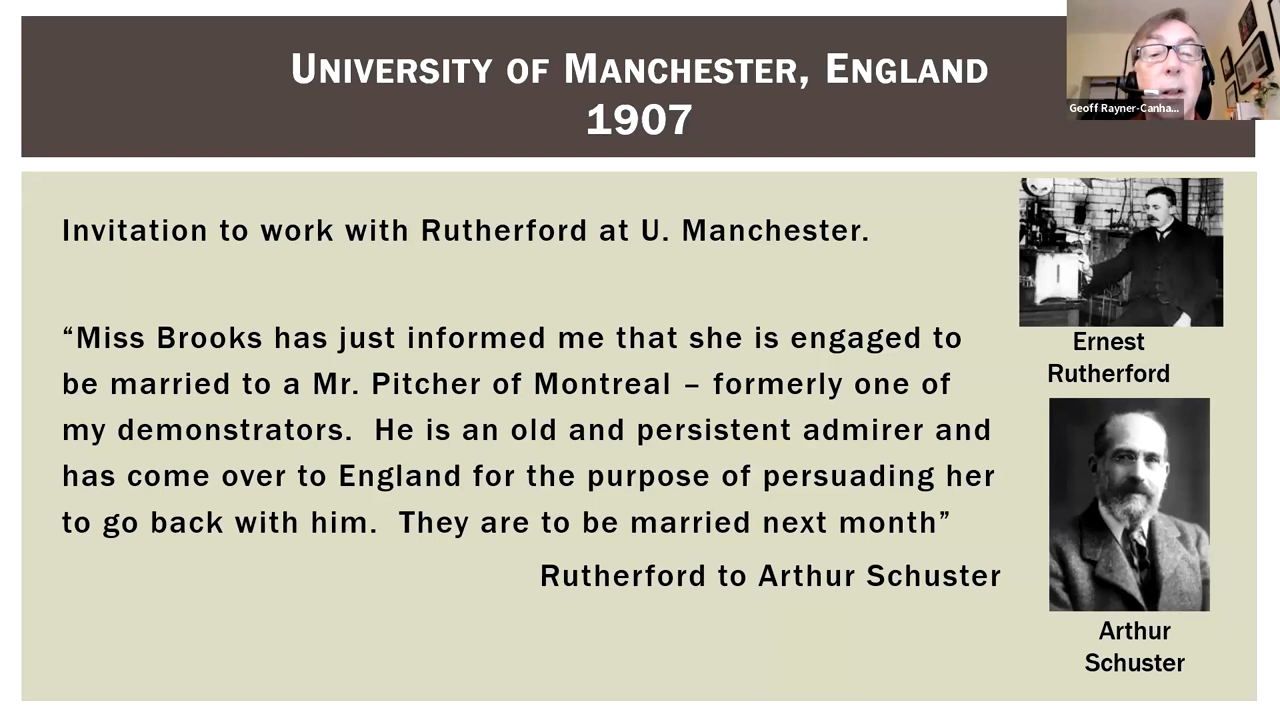 UNIVERSITY OF MANCHESTER, ENGLAND
1907
Geoff Rayner-Canha...
Invitation to work with Rutherford at U. Manchester.
“Miss Brooks has just informed me that she is engaged to
be married to a Mr. Pitcher of Montreal – formerly one of
my demonstrators.  He is an old and persistent admirer and
has come over to England for the purpose of persuading her
to go back with him.  They are to be married next month”
Rutherford to Arthur Schuster
Ernest
Rutherford
Arthur
Schuster